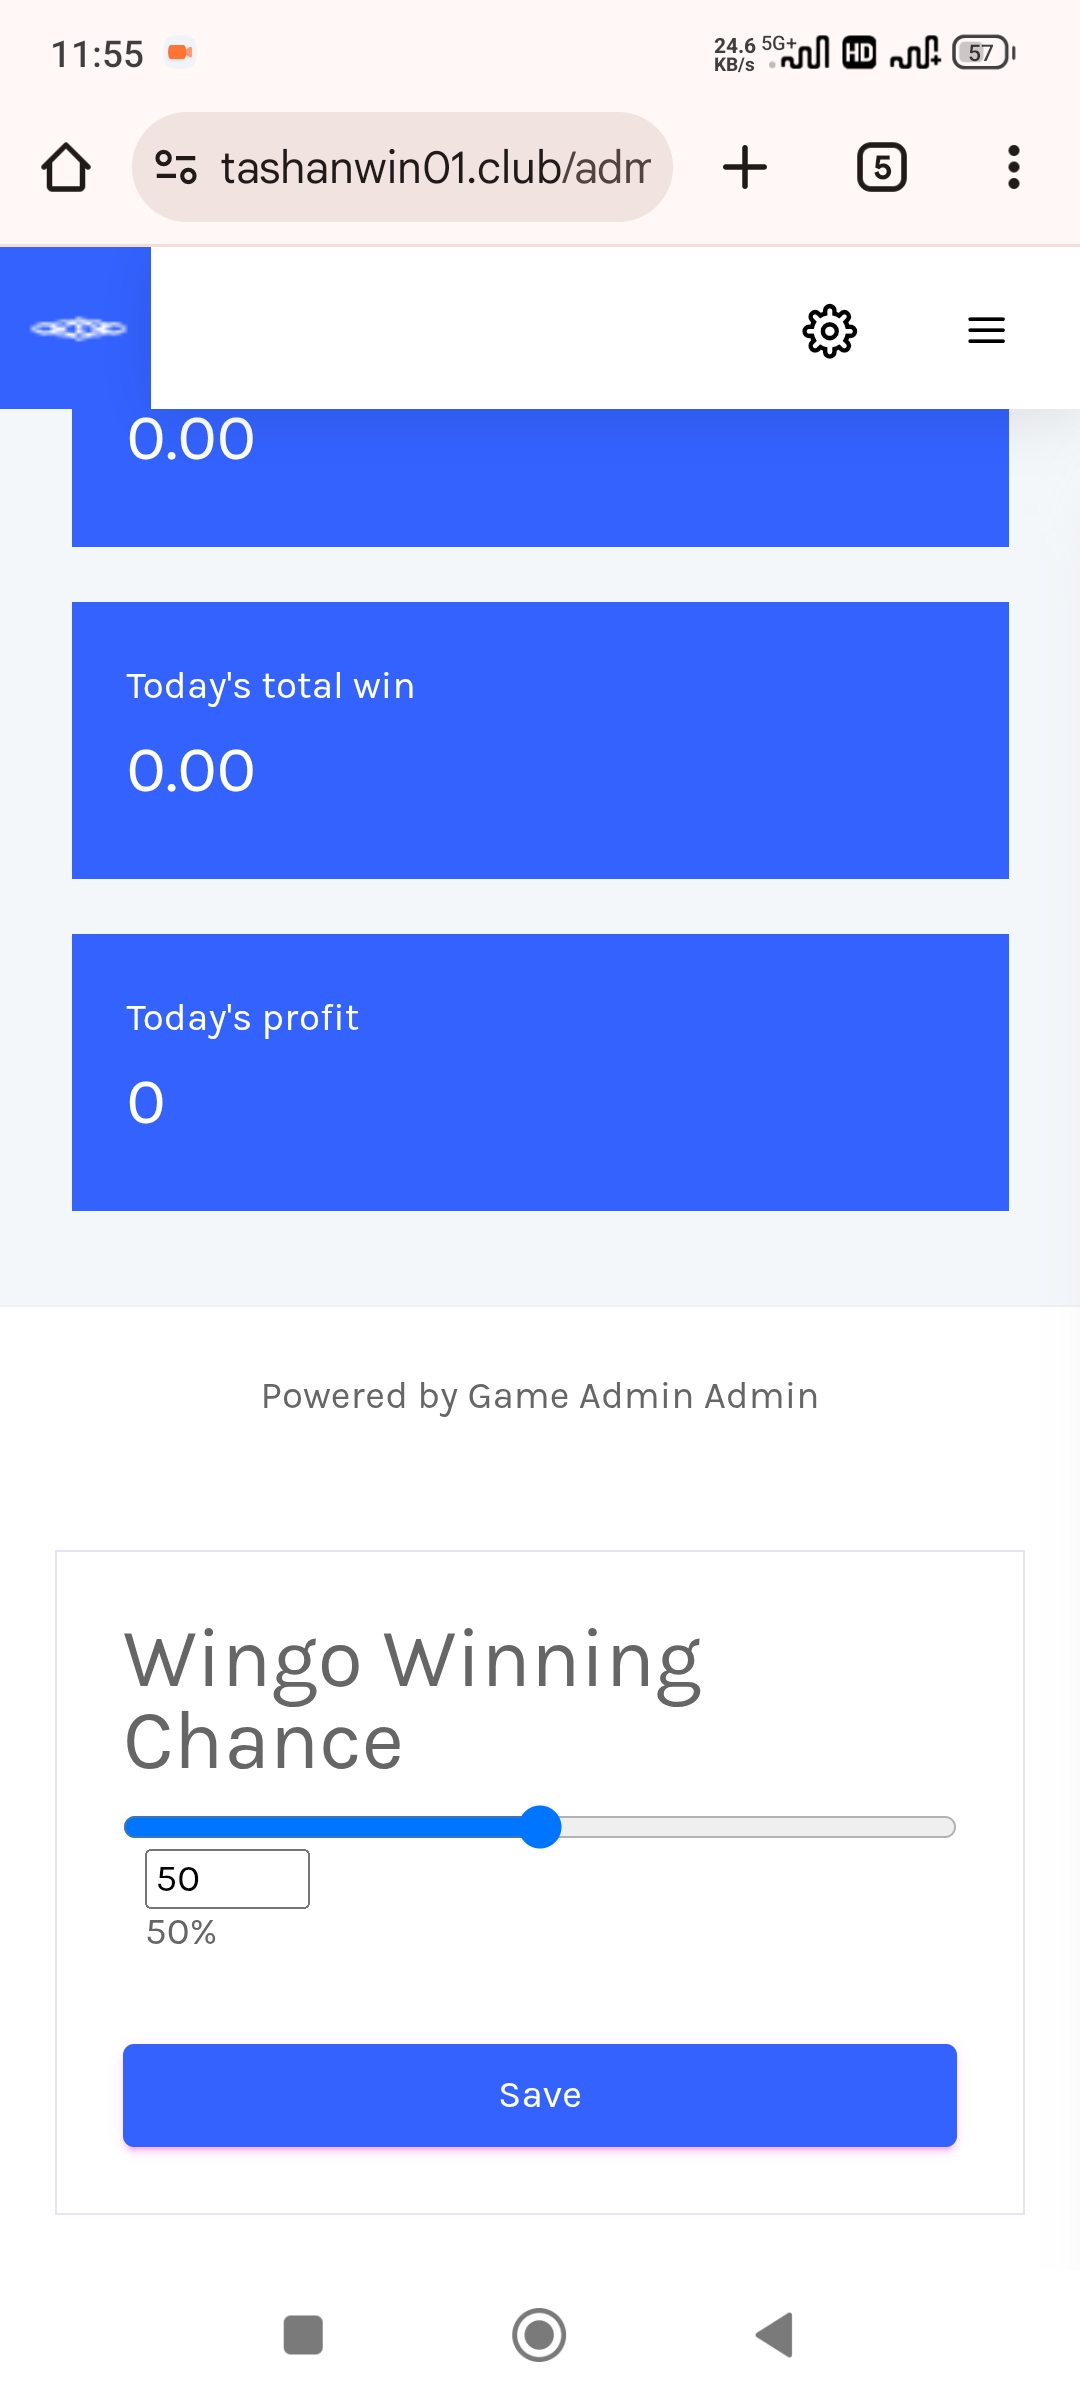 11:55
24.6 KB/s
5G+
HD
57
tashanwin01.club/adm
5
0.00
Today's total win
0.00
Today's profit
0
Powered by Game Admin Admin
Wingo Winning
Chance
50
50%
Save